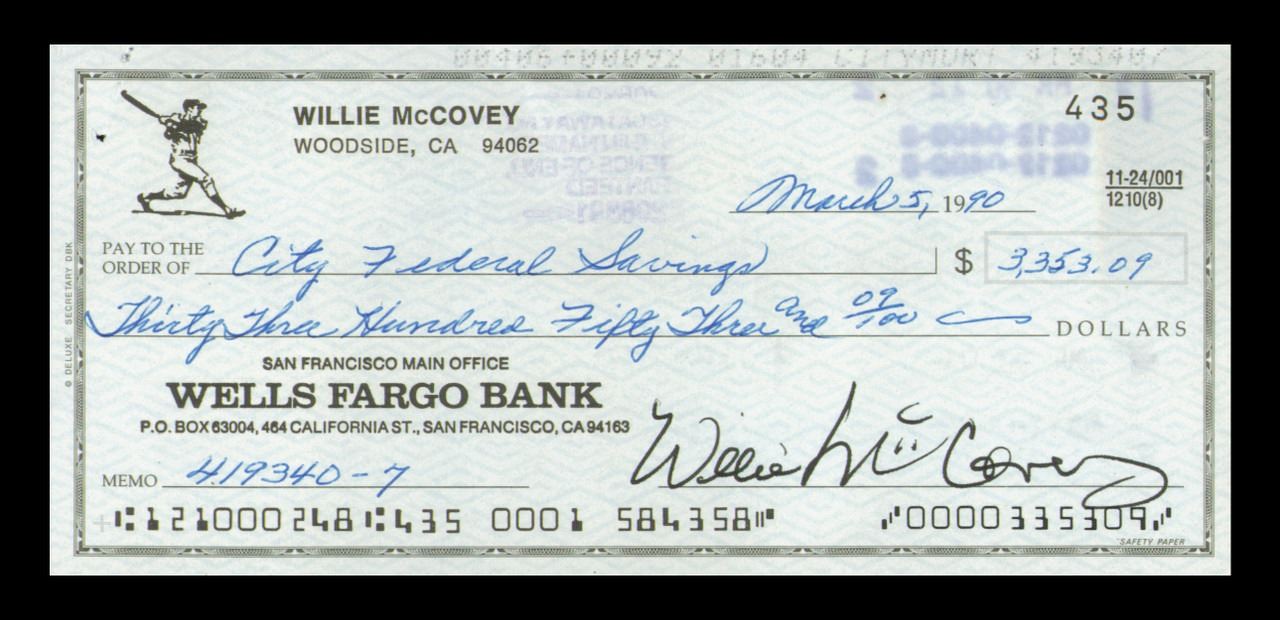 WILLIE McCOVEY
WOODSIDE, CA 94062
435
11-24/001
1210(8)
March 5, 1990
PAY TO THE
ORDER OF City Federal Savings $ 3,353.09
Thirty Three Hundred Fifty Three and 09/100 DOLLARS
SAN FRANCISCO MAIN OFFICE
WELLS FARGO BANK
P.O. BOX 63004, 464 CALIFORNIA ST., SAN FRANCISCO, CA 94163
Willie McCovey
MEMO 419340-7
⑆121000248⑆435 0001 584358⑈ ⑈0000335309⑈
SAFETY PAPER
© DELUXE SECRETARY DBK